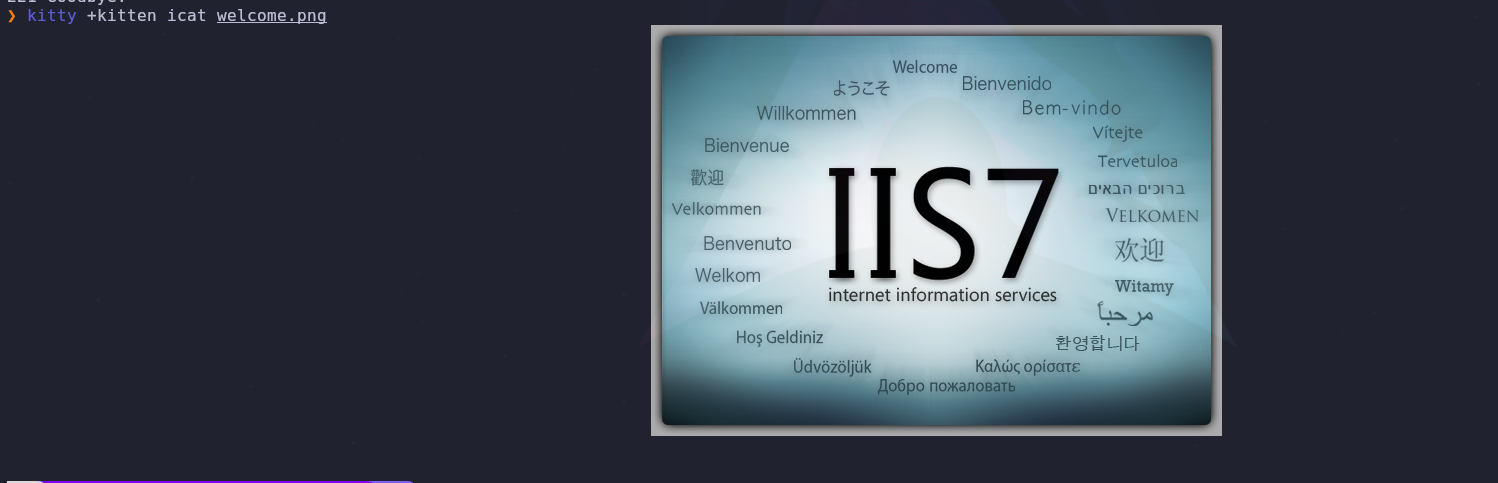 221 Goodbye.
❯ kitty +kitten icat welcome.png
Welcome
ようこそ
Bienvenido
Willkommen
Bem-vindo
Vítejte
Bienvenue
Tervetuloa
歡迎
ברוכים הבאים
Velkommen
VELKOMEN
IIS7
Benvenuto
欢迎
Welkom
Witamy
internet information services
Välkommen
مرحباً
Hoş Geldiniz
환영합니다
Üdvözöljük
Καλώς ορίσατε
Добро пожаловать